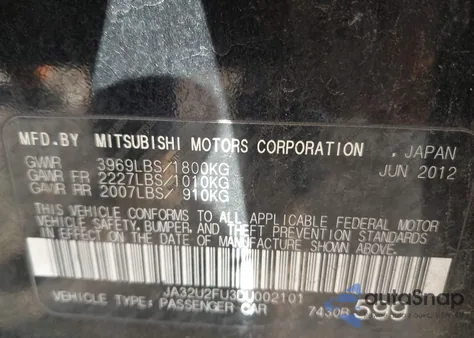 MFD.BY MITSUBISHI MOTORS CORPORATION . JAPAN
GVWR 3969LBS/1800KG JUN 2012
GAWR FR 2227LBS/1010KG
GAWR RR 2007LBS/ 910KG
THIS VEHICLE CONFORMS TO ALL APPLICABLE FEDERAL MOTOR
VEHICLE SAFETY, BUMPER, AND THEFT PREVENTION STANDARDS
IN EFFECT ON THE DATE OF MANUFACTURE SHOWN ABOVE.
JA32U2FU3DU002101
VEHICLE TYPE: PASSENGER CAR 7430R 599
autoSnap